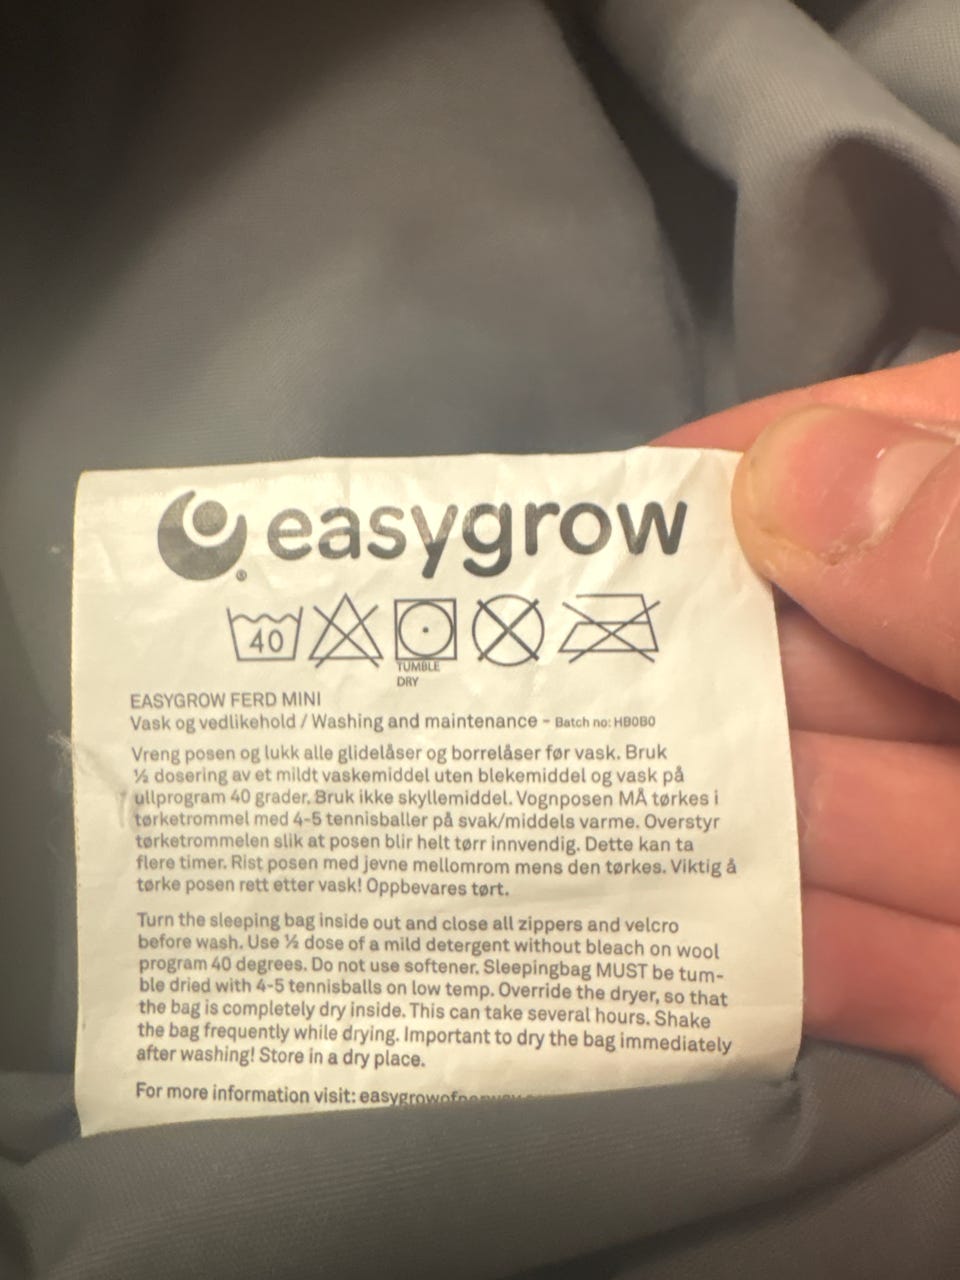 easygrow
®
40
TUMBLE
DRY
EASYGROW FERD MINI
Vask og vedlikehold / Washing and maintenance - Batch no: HB0B0
Vreng posen og lukk alle glidelåser og borrelåser før vask. Bruk
½ dosering av et mildt vaskemiddel uten blekemiddel og vask på
ullprogram 40 grader. Bruk ikke skyllemiddel. Vognposen MÅ tørkes i
tørketrommel med 4-5 tennisballer på svak/middels varme. Overstyr
tørketrommelen slik at posen blir helt tørr innvendig. Dette kan ta
flere timer. Rist posen med jevne mellomrom mens den tørkes. Viktig å
tørke posen rett etter vask! Oppbevares tørt.
Turn the sleeping bag inside out and close all zippers and velcro
before wash. Use ½ dose of a mild detergent without bleach on wool
program 40 degrees. Do not use softener. Sleepingbag MUST be tum-
ble dried with 4-5 tennisballs on low temp. Override the dryer, so that
the bag is completely dry inside. This can take several hours. Shake
the bag frequently while drying. Important to dry the bag immediately
after washing! Store in a dry place.
For more information visit: